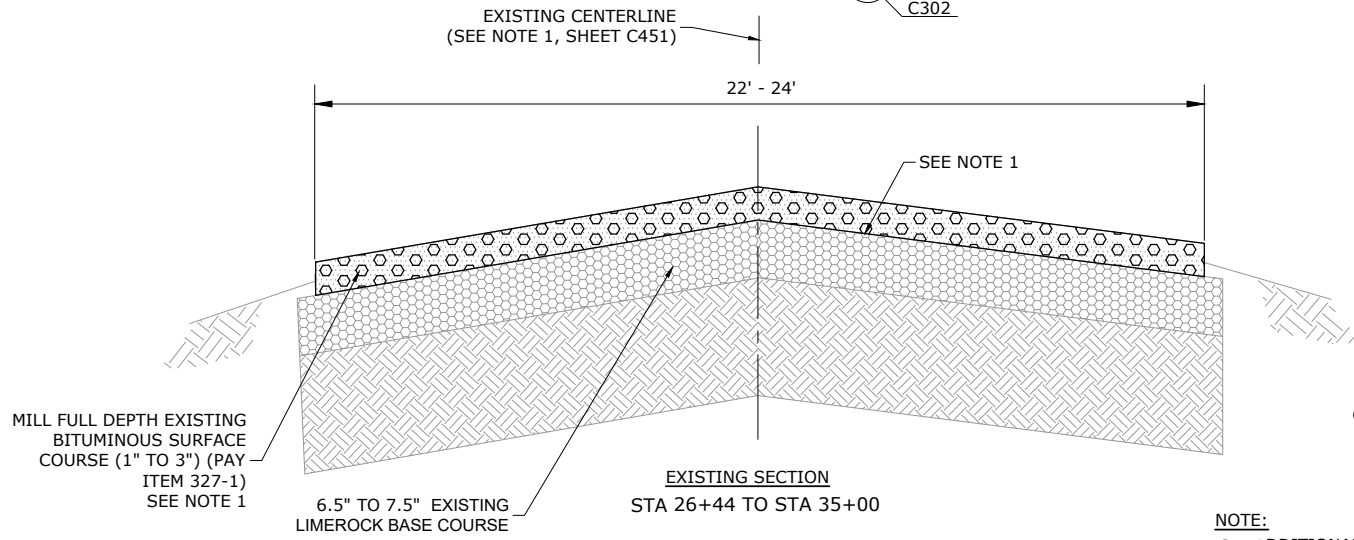 C302
EXISTING CENTERLINE
(SEE NOTE 1, SHEET C451)
22' - 24'
SEE NOTE 1
MILL FULL DEPTH EXISTING
BITUMINOUS SURFACE
COURSE (1" TO 3") (PAY
ITEM 327-1)
SEE NOTE 1
6.5" TO 7.5" EXISTING
LIMEROCK BASE COURSE
EXISTING SECTION
STA 26+44 TO STA 35+00
NOTE: